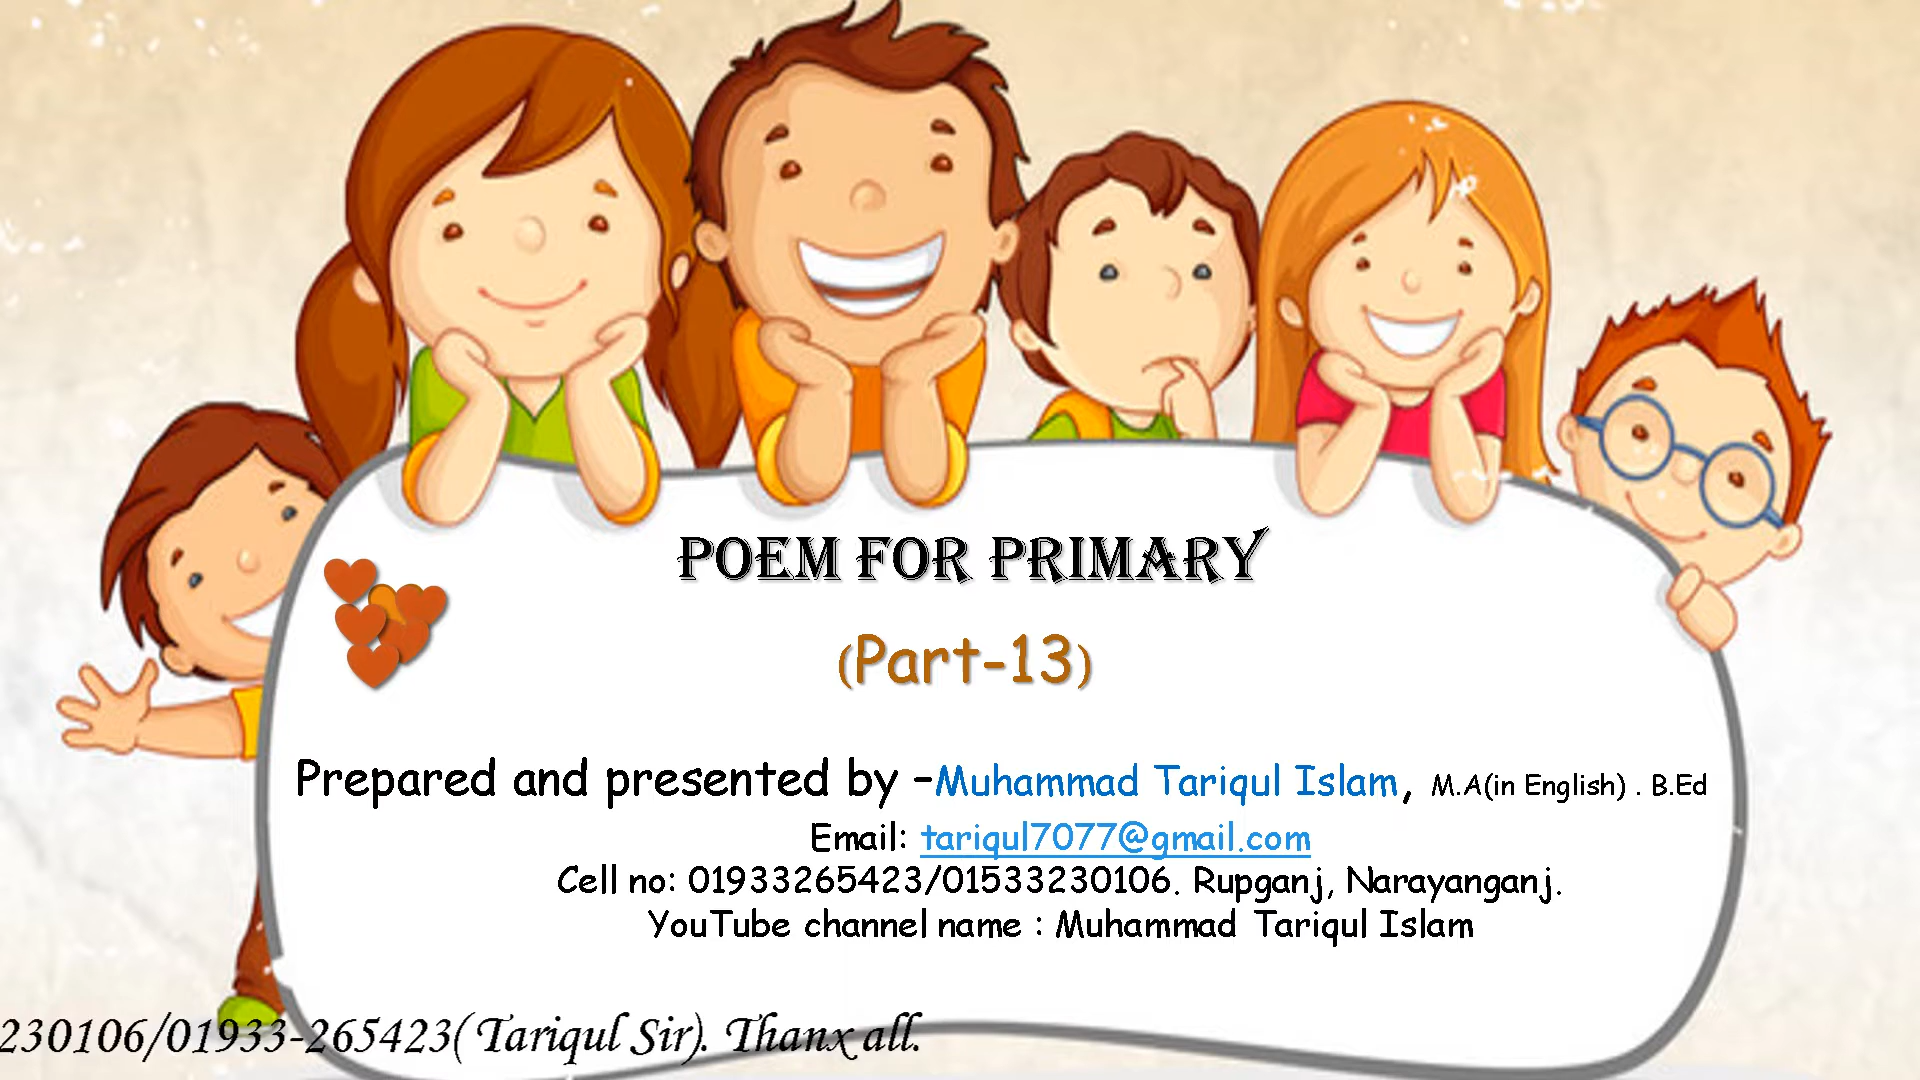 POEM FOR PRIMARY
(Part-13)
Prepared and presented by –Muhammad Tariqul Islam, M.A(in English) . B.Ed
Email: tariqul7077@gmail.com
Cell no: 01933265423/01533230106. Rupganj, Narayanganj.
YouTube channel name : Muhammad Tariqul Islam
230106/01933-265423(Tariqul Sir). Thanx all.